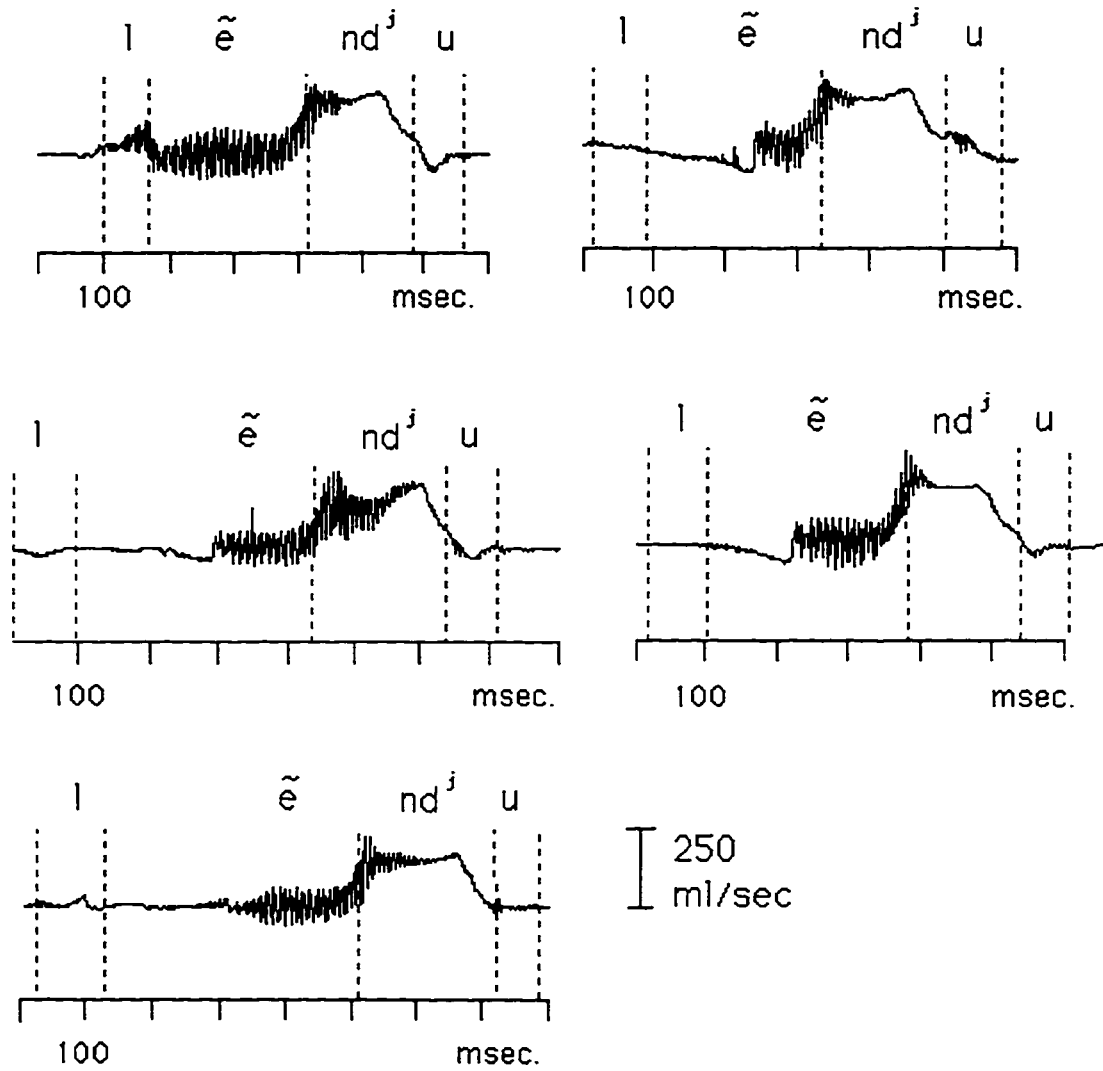 l ẽ ndʲ u
l ẽ ndʲ u
100 msec.
100 msec.
l ẽ ndʲ u
l ẽ ndʲ u
100 msec.
100 msec.
l ẽ ndʲ u
250
ml/sec
100 msec.